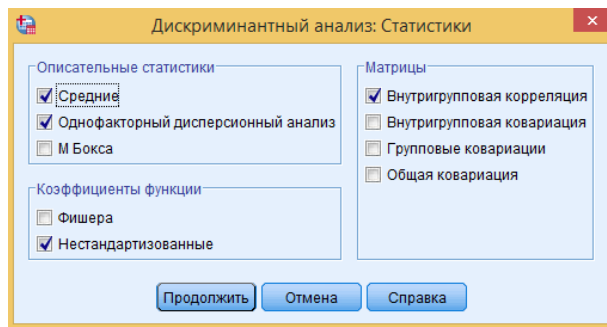 Дискриминантный анализ: Статистики
Описательные статистики
Средние
Однофакторный дисперсионный анализ
М Бокса
Коэффициенты функции
Фишера
Нестандартизованные
Матрицы
Внутригрупповая корреляция
Внутригрупповая ковариация
Групповые ковариации
Общая ковариация
Продолжить
Отмена
Справка